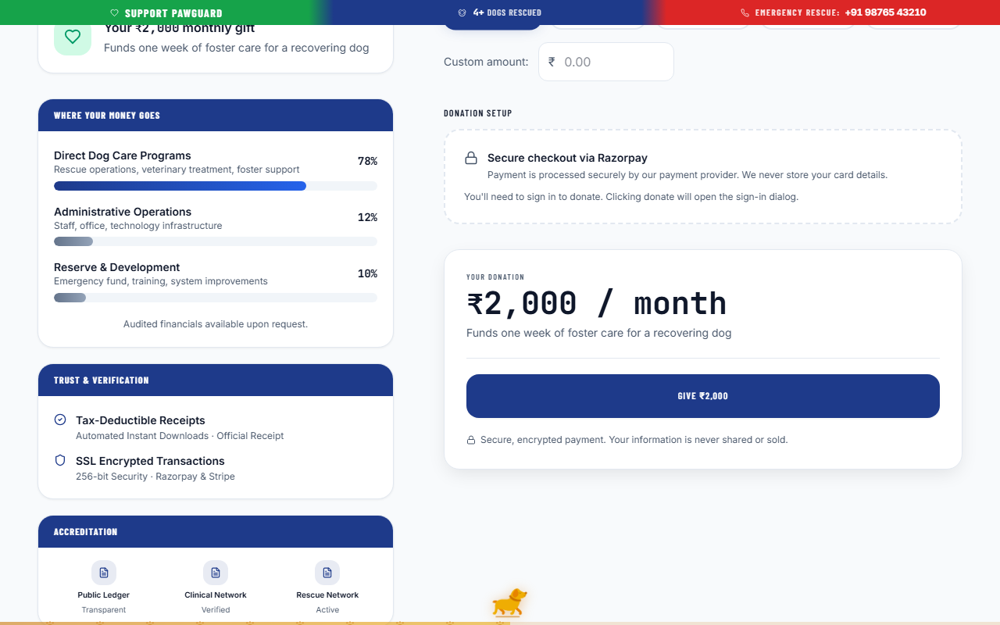 SUPPORT PAWGUARD
4+ DOGS RESCUED
EMERGENCY RESCUE: +91 98765 43210
Your ₹2,000 monthly gift
Funds one week of foster care for a recovering dog
WHERE YOUR MONEY GOES
Direct Dog Care Programs
Rescue operations, veterinary treatment, foster support
78%
Administrative Operations
Staff, office, technology infrastructure
12%
Reserve & Development
Emergency fund, training, system improvements
10%
Audited financials available upon request.
TRUST & VERIFICATION
Tax-Deductible Receipts
Automated Instant Downloads · Official Receipt
SSL Encrypted Transactions
256-bit Security · Razorpay & Stripe
ACCREDITATION
Public Ledger
Transparent
Clinical Network
Verified
Rescue Network
Active
Custom amount:
₹ 0.00
DONATION SETUP
Secure checkout via Razorpay
Payment is processed securely by our payment provider. We never store your card details.
You'll need to sign in to donate. Clicking donate will open the sign-in dialog.
YOUR DONATION
₹2,000 / month
Funds one week of foster care for a recovering dog
GIVE ₹2,000
Secure, encrypted payment. Your information is never shared or sold.